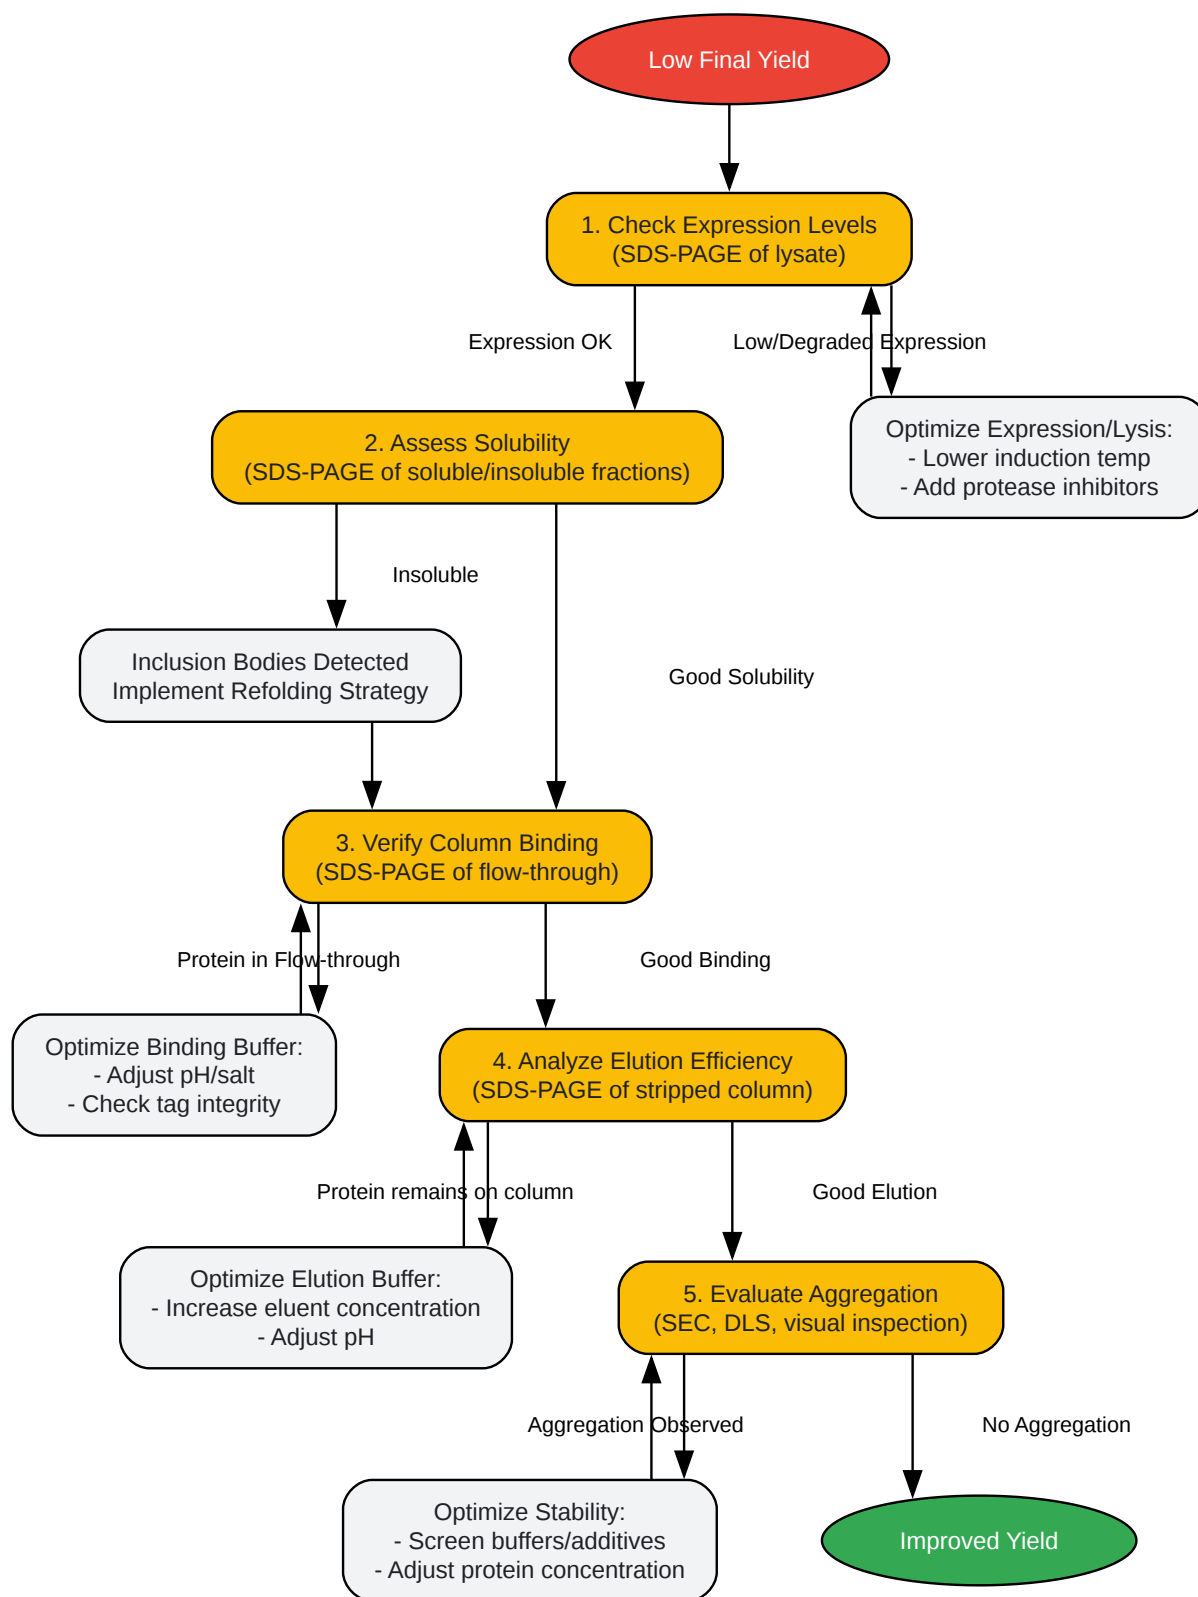 Low Final Yield
1. Check Expression Levels
(SDS-PAGE of lysate)
Expression OK
Low/Degraded Expression
Optimize Expression/Lysis:
- Lower induction temp
- Add protease inhibitors
2. Assess Solubility
(SDS-PAGE of soluble/insoluble fractions)
Insoluble
Inclusion Bodies Detected
Implement Refolding Strategy
Good Solubility
3. Verify Column Binding
(SDS-PAGE of flow-through)
Protein in Flow-through
Good Binding
Optimize Binding Buffer:
- Adjust pH/salt
- Check tag integrity
4. Analyze Elution Efficiency
(SDS-PAGE of stripped column)
Protein remains on column
Good Elution
Optimize Elution Buffer:
- Increase eluent concentration
- Adjust pH
5. Evaluate Aggregation
(SEC, DLS, visual inspection)
Aggregation Observed
No Aggregation
Optimize Stability:
- Screen buffers/additives
- Adjust protein concentration
Improved Yield